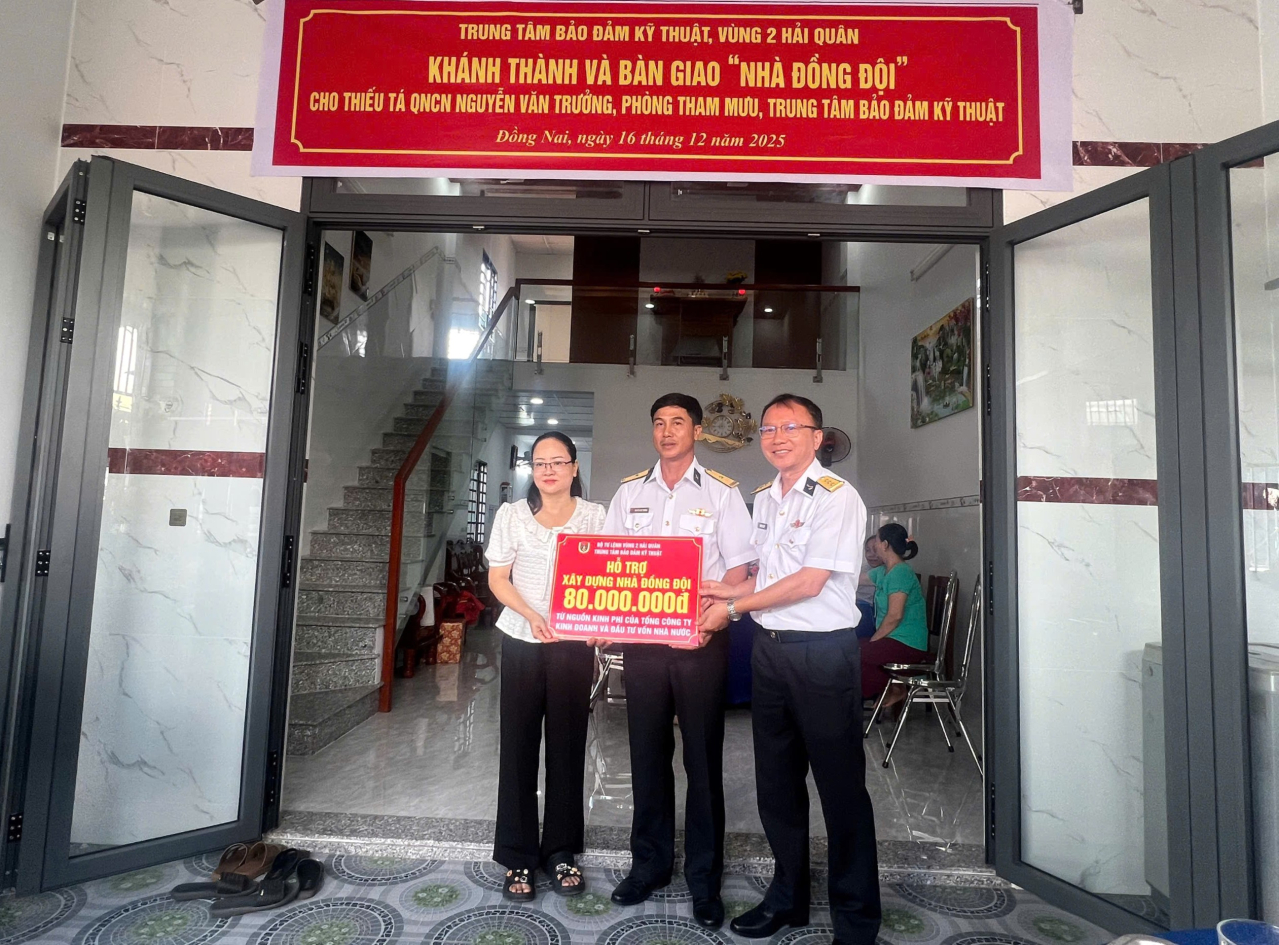 TRUNG TÂM BẢO ĐẢM KỸ THUẬT, VÙNG 2 HẢI QUÂN
KHÁNH THÀNH VÀ BÀN GIAO “NHÀ ĐỒNG ĐỘI”
CHO THIẾU TÁ QNCN NGUYỄN VĂN TRƯỞNG, PHÒNG THAM MƯU, TRUNG TÂM BẢO ĐẢM KỸ THUẬT
Đồng Nai, ngày 16 tháng 12 năm 2025
BỘ TƯ LỆNH VÙNG 2 HẢI QUÂN
TRUNG TÂM BẢO ĐẢM KỸ THUẬT
HỖ TRỢ
XÂY DỰNG NHÀ ĐỒNG ĐỘI
80.000.000đ
TỪ NGUỒN KINH PHÍ CỦA TỔNG CÔNG TY
KINH DOANH VÀ ĐẦU TƯ VỐN NHÀ NƯỚC